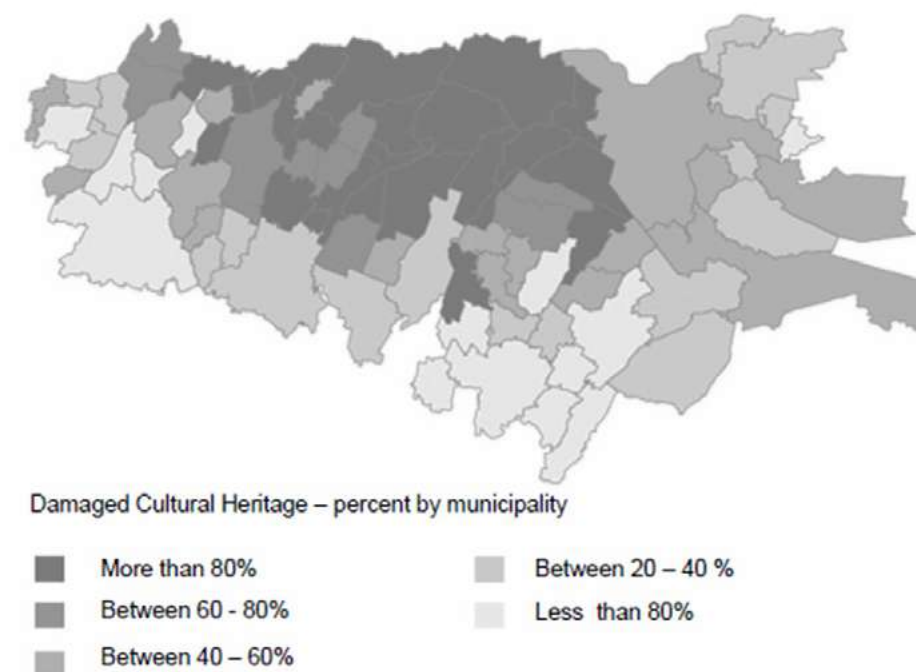 Damaged Cultural Heritage – percent by municipality
More than 80%
Between 60 - 80%
Between 40 – 60%
Between 20 – 40 %
Less than 80%